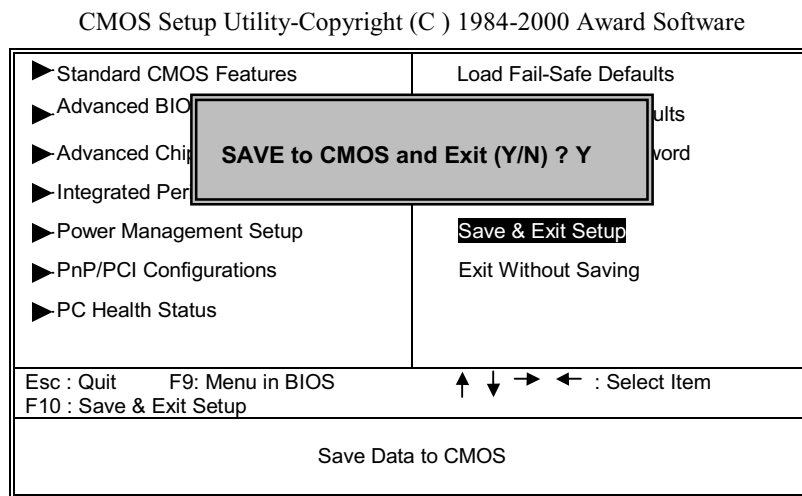 CMOS Setup Utility-Copyright (C ) 1984-2000 Award Software
Standard CMOS Features
Load Fail-Safe Defaults
Advanced BIO
ults
Advanced Chip
word
SAVE to CMOS and Exit (Y/N) ? Y
Integrated Per
Power Management Setup
Save & Exit Setup
PnP/PCI Configurations
Exit Without Saving
PC Health Status
Esc : Quit F9: Menu in BIOS
↑ ↓ → ← : Select Item
F10 : Save & Exit Setup
Save Data to CMOS